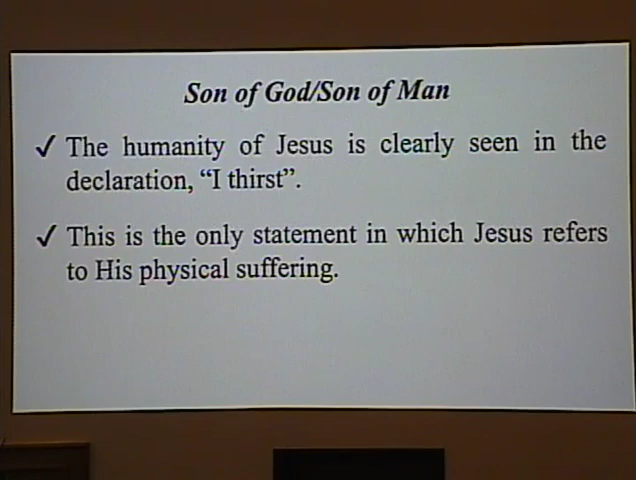 Son of God/Son of Man
✓ The humanity of Jesus is clearly seen in the
declaration, “I thirst”.
✓ This is the only statement in which Jesus refers
to His physical suffering.